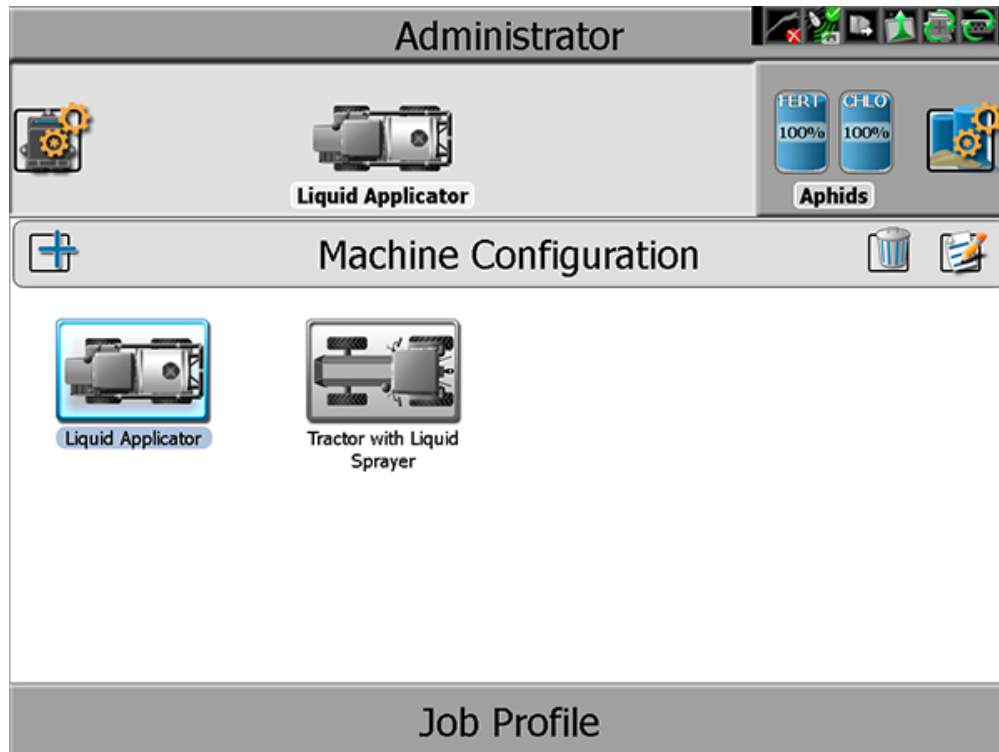 Administrator
FERT CHLO
100% 100%
Liquid Applicator
Aphids
Machine Configuration
Liquid Applicator
Tractor with Liquid
Sprayer
Job Profile